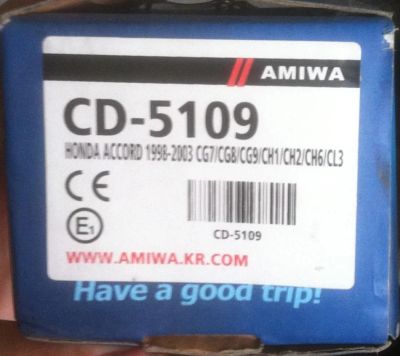 AMIWA
CD-5109
HONDA ACCORD 1998-2003 CG7/CG8/CG9/CH1/CH2/CH6/CL3
CE
E1
CD-5109
WWW.AMIWA.KR.COM
Have a good trip!